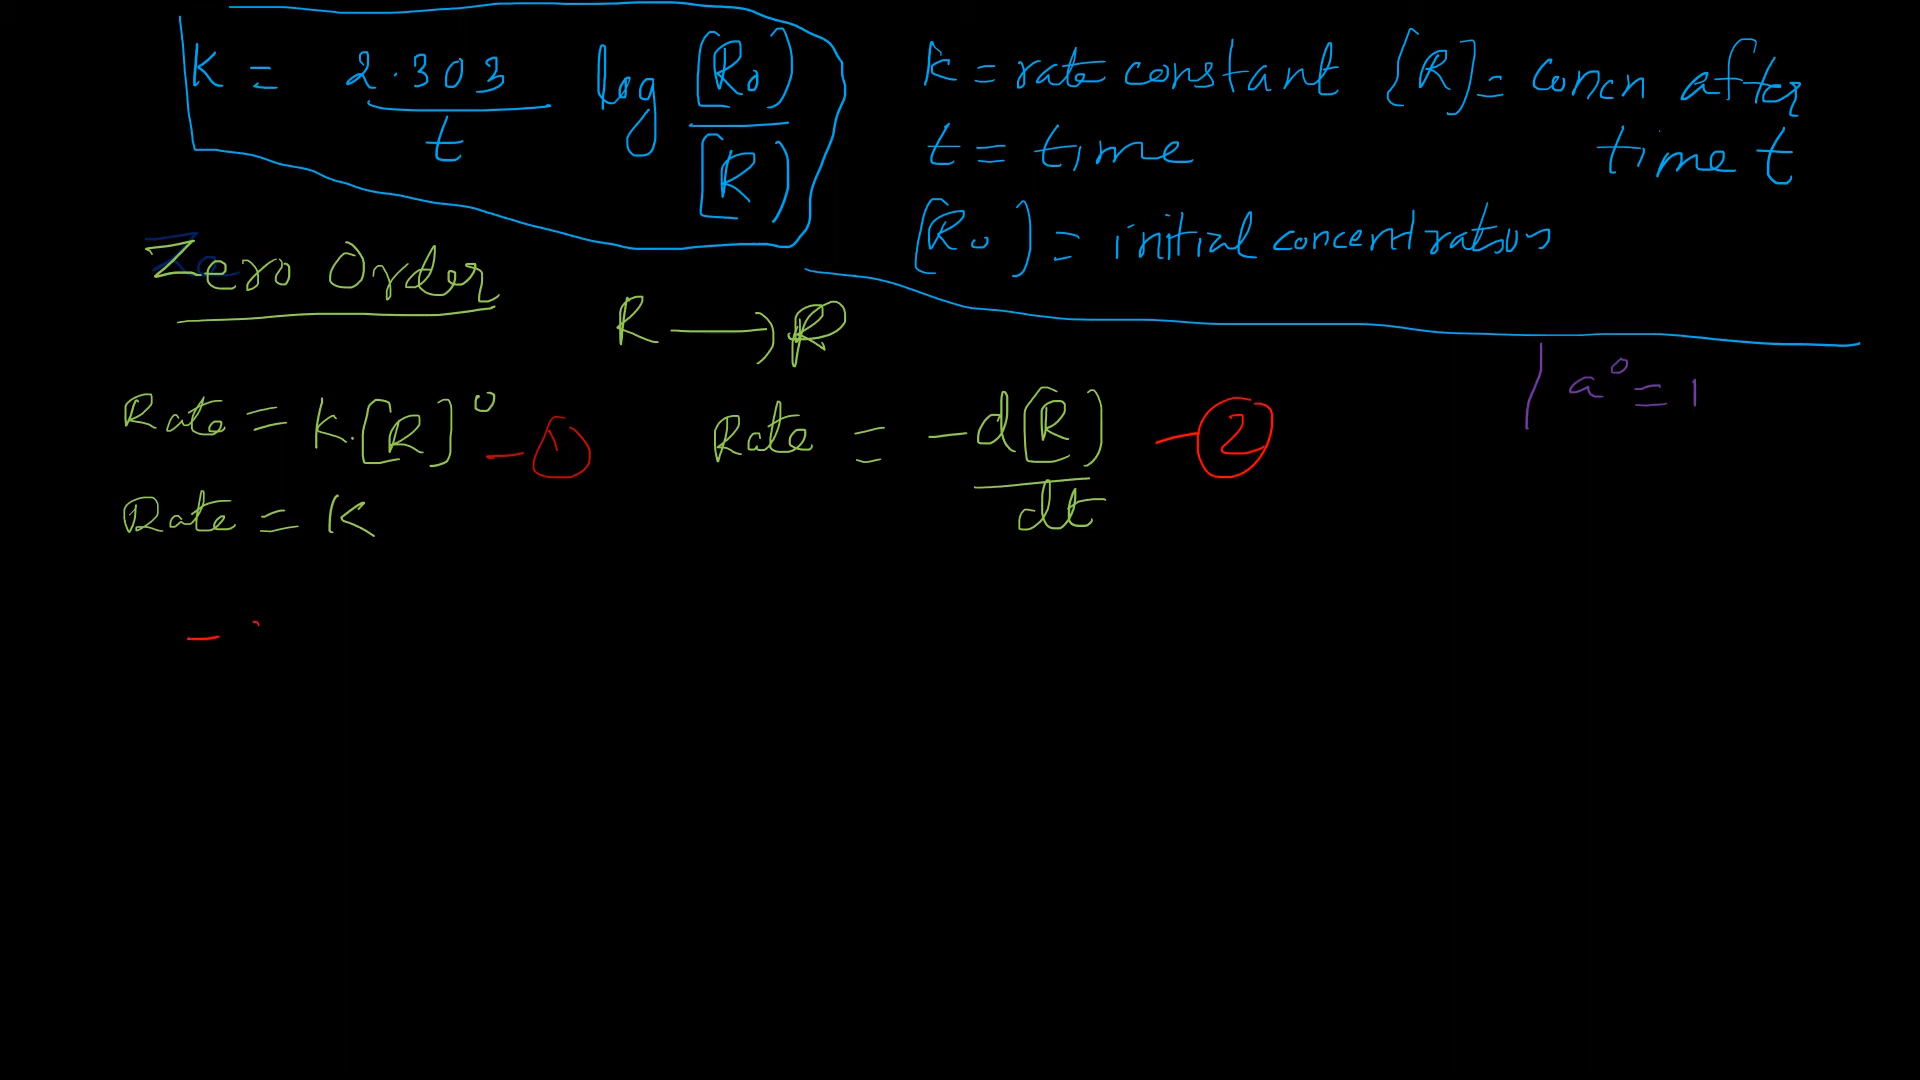 K = 2.303/t log [R₀)/[R)
k = rate constant [R] = concn after time t
t = time
[R₀) = initial concentration
Zero Order
R → P
a⁰ = 1
Rate = K.[R]⁰ - ①
Rate = -d[R]/dt - ②
Rate = K
-